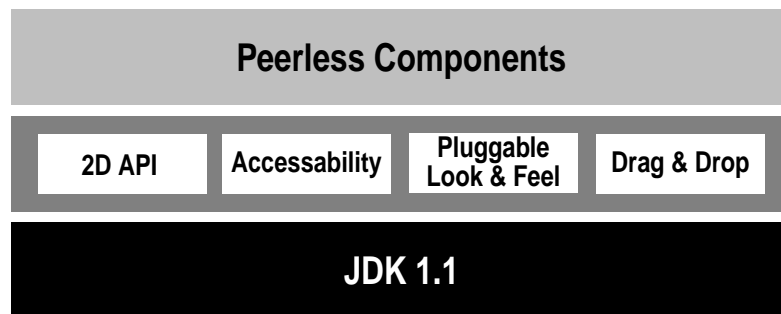 Peerless Components
2D API
Accessability
Pluggable
Look & Feel
Drag & Drop
JDK 1.1